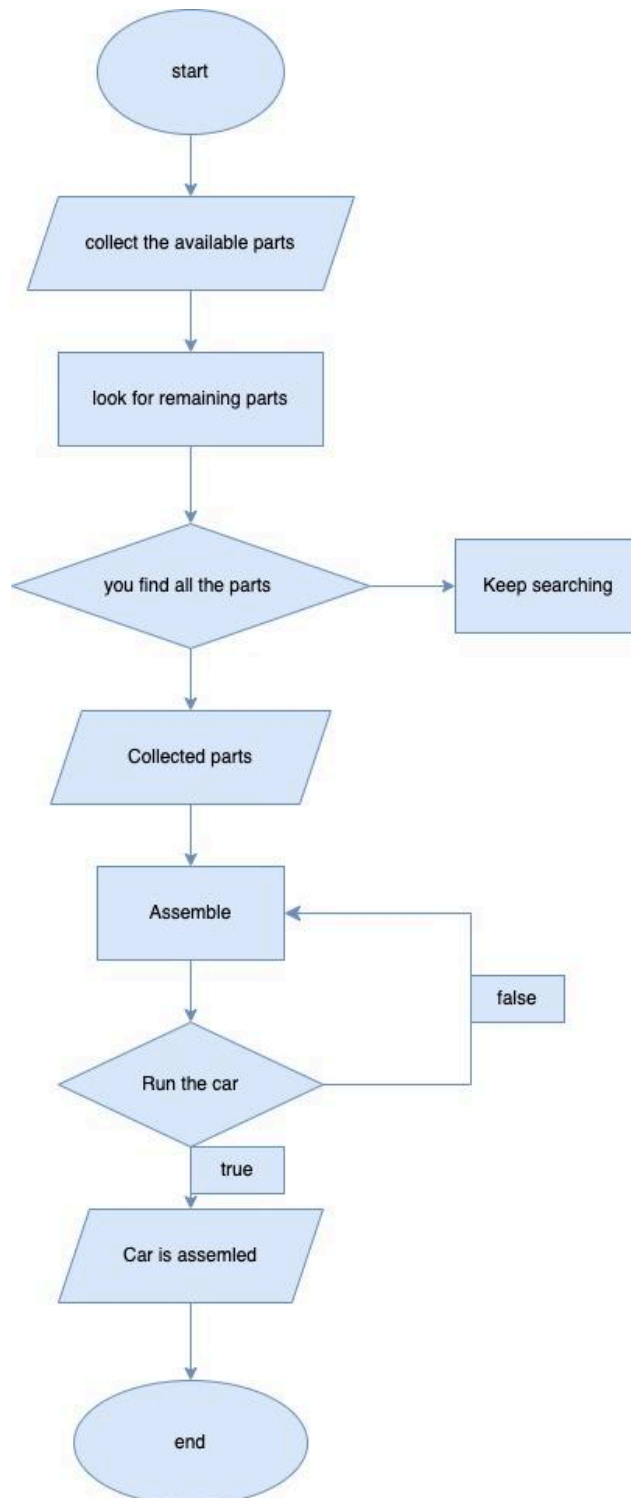 start
collect the available parts
look for remaining parts
you find all the parts
Keep searching
Collected parts
Assemble
false
Run the car
true
Car is assemled
end